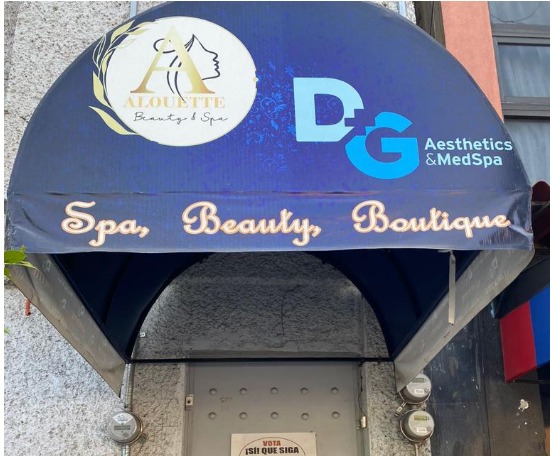 A
ALOUETTE
Beauty & Spa
D+G
Aesthetics
&MedSpa
Spa, Beauty, Boutique
VOTA
¡SÍ! QUE SIGA